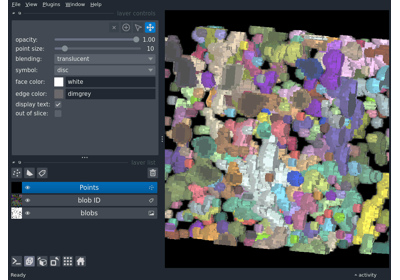 File View Plugins Window Help
layer controls
opacity: 1.00
point size: 10
blending: translucent
symbol: disc
face color: white
edge color: dimgrey
display text:
out of slice:
layer list
Points
blob ID
blobs
Ready
activity